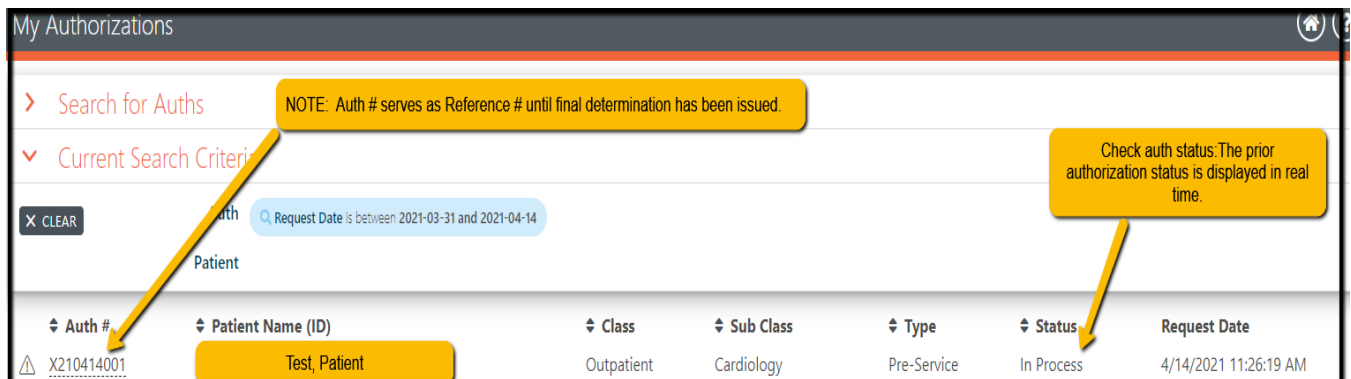 My Authorizations
?
Search for Auths
NOTE: Auth # serves as Reference # until final determination has been issued.
Current Search Criteria
Check auth status:The prior
authorization status is displayed in real
time.
X CLEAR
Auth
Request Date is between 2021-03-31 and 2021-04-14
Patient
Auth # Patient Name (ID) Class Sub Class Type Status Request Date
X210414001 Test, Patient Outpatient Cardiology Pre-Service In Process 4/14/2021 11:26:19 AM